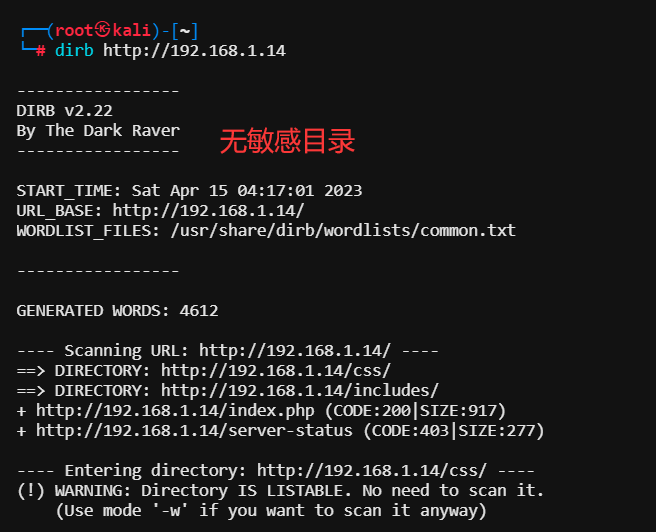 ┌──(root㉿kali)-[~]
└─# dirb http://192.168.1.14
-----------------
DIRB v2.22
By The Dark Raver
无敏感目录
-----------------
START_TIME: Sat Apr 15 04:17:01 2023
URL_BASE: http://192.168.1.14/
WORDLIST_FILES: /usr/share/dirb/wordlists/common.txt
-----------------
GENERATED WORDS: 4612
---- Scanning URL: http://192.168.1.14/ ----
==> DIRECTORY: http://192.168.1.14/css/
==> DIRECTORY: http://192.168.1.14/includes/
+ http://192.168.1.14/index.php (CODE:200|SIZE:917)
+ http://192.168.1.14/server-status (CODE:403|SIZE:277)
---- Entering directory: http://192.168.1.14/css/ ----
(!) WARNING: Directory IS LISTABLE. No need to scan it.
    (Use mode '-w' if you want to scan it anyway)